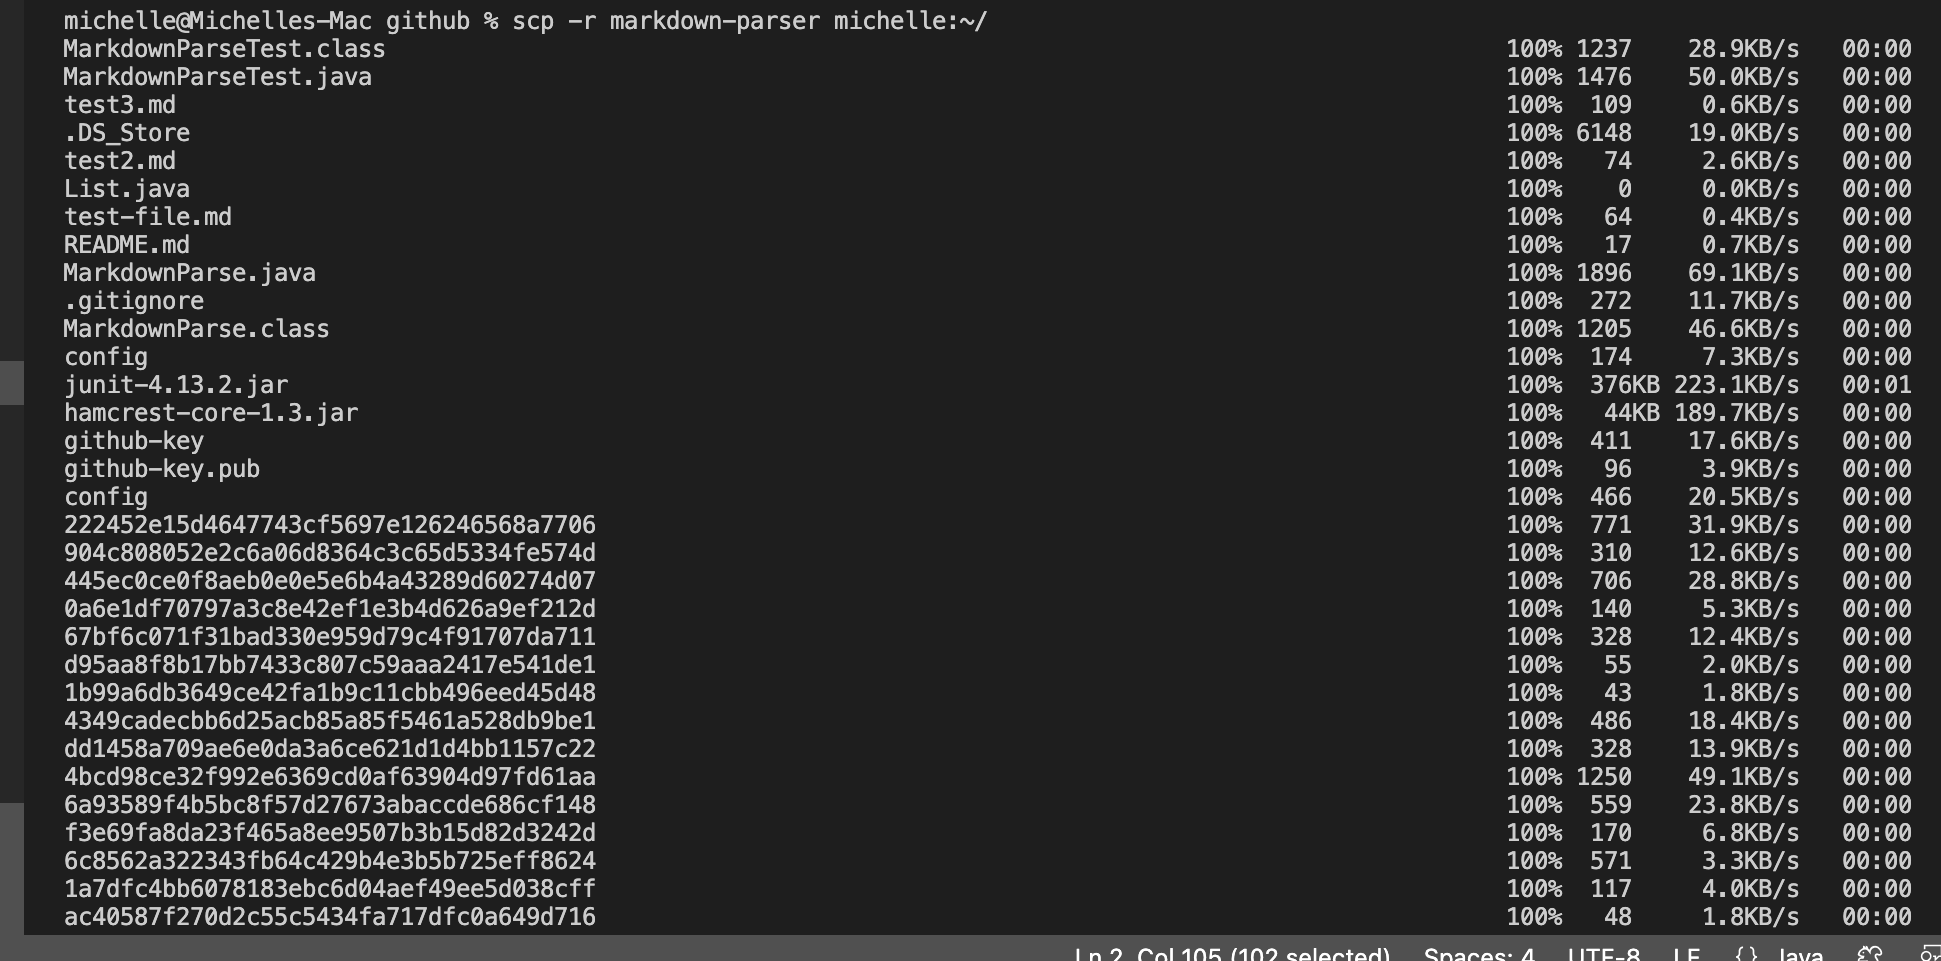 michelle@Michelles-Mac github % scp -r markdown-parser michelle:~/
MarkdownParseTest.class 100% 1237 28.9KB/s 00:00
MarkdownParseTest.java 100% 1476 50.0KB/s 00:00
test3.md 100% 109 0.6KB/s 00:00
.DS_Store 100% 6148 19.0KB/s 00:00
test2.md 100% 74 2.6KB/s 00:00
List.java 100% 0 0.0KB/s 00:00
test-file.md 100% 64 0.4KB/s 00:00
README.md 100% 17 0.7KB/s 00:00
MarkdownParse.java 100% 1896 69.1KB/s 00:00
.gitignore 100% 272 11.7KB/s 00:00
MarkdownParse.class 100% 1205 46.6KB/s 00:00
config 100% 174 7.3KB/s 00:00
junit-4.13.2.jar 100% 376KB 223.1KB/s 00:01
hamcrest-core-1.3.jar 100% 44KB 189.7KB/s 00:00
github-key 100% 411 17.6KB/s 00:00
github-key.pub 100% 96 3.9KB/s 00:00
config 100% 466 20.5KB/s 00:00
222452e15d4647743cf5697e126246568a7706 100% 771 31.9KB/s 00:00
904c808052e2c6a06d8364c3c65d5334fe574d 100% 310 12.6KB/s 00:00
445ec0ce0f8aeb0e0e5e6b4a43289d60274d07 100% 706 28.8KB/s 00:00
0a6e1df70797a3c8e42ef1e3b4d626a9ef212d 100% 140 5.3KB/s 00:00
67bf6c071f31bad330e959d79c4f91707da711 100% 328 12.4KB/s 00:00
d95aa8f8b17bb7433c807c59aaa2417e541de1 100% 55 2.0KB/s 00:00
1b99a6db3649ce42fa1b9c11cbb496eed45d48 100% 43 1.8KB/s 00:00
4349cadecbb6d25acb85a85f5461a528db9be1 100% 486 18.4KB/s 00:00
dd1458a709ae6e0da3a6ce621d1d4bb1157c22 100% 328 13.9KB/s 00:00
4bcd98ce32f992e6369cd0af63904d97fd61aa 100% 1250 49.1KB/s 00:00
6a93589f4b5bc8f57d27673abaccde686cf148 100% 559 23.8KB/s 00:00
f3e69fa8da23f465a8ee9507b3b15d82d3242d 100% 170 6.8KB/s 00:00
6c8562a322343fb64c429b4e3b5b725eff8624 100% 571 3.3KB/s 00:00
1a7dfc4bb6078183ebc6d04aef49ee5d038cff 100% 117 4.0KB/s 00:00
ac40587f270d2c55c5434fa717dfc0a649d716 100% 48 1.8KB/s 00:00
Ln 2, Col 105 (102 selected) Spaces: 4 UTF-8 LF {} Java